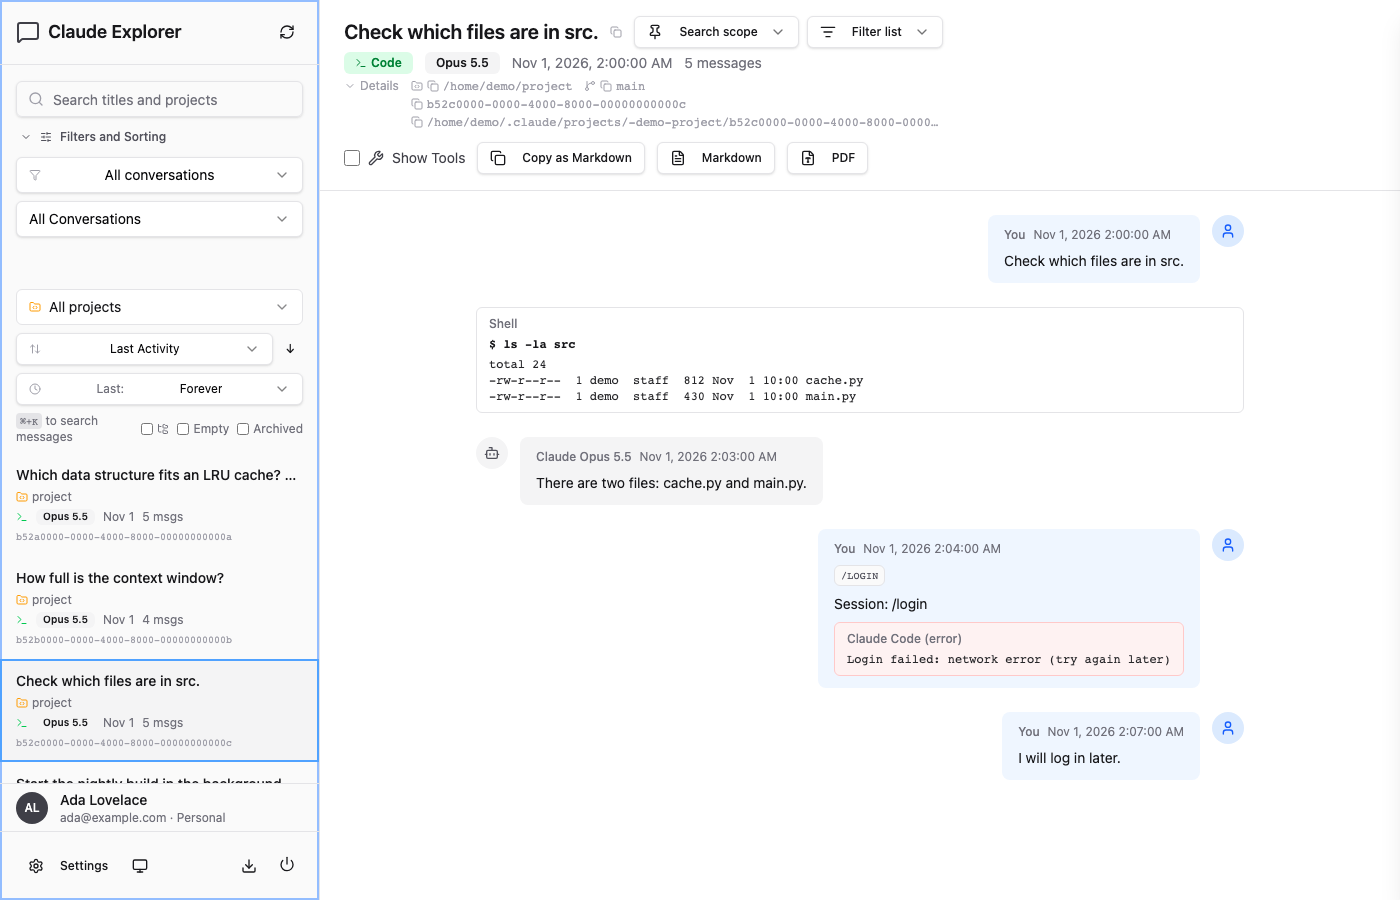 Claude Explorer
Search titles and projects
Filters and Sorting
All conversations
All Conversations
All projects
Last Activity
Last: Forever
⌘+K to search messages
Empty
Archived
Which data structure fits an LRU cache? ...
project
Opus 5.5 Nov 1 5 msgs
b52a0000-0000-4000-8000-00000000000a
How full is the context window?
project
Opus 5.5 Nov 1 4 msgs
b52b0000-0000-4000-8000-00000000000b
Check which files are in src.
project
Opus 5.5 Nov 1 5 msgs
b52c0000-0000-4000-8000-00000000000c
Start the nightly build in the background
AL
Ada Lovelace
ada@example.com · Personal
Settings
Check which files are in src.
Search scope
Filter list
Code Opus 5.5 Nov 1, 2026, 2:00:00 AM 5 messages
Details /home/demo/project main
b52c0000-0000-4000-8000-00000000000c
/home/demo/.claude/projects/-demo-project/b52c0000-0000-4000-8000-0000…
Show Tools
Copy as Markdown
Markdown
PDF
You Nov 1, 2026 2:00:00 AM
Check which files are in src.
Shell
$ ls -la src
total 24
-rw-r--r-- 1 demo staff 812 Nov 1 10:00 cache.py
-rw-r--r-- 1 demo staff 430 Nov 1 10:00 main.py
Claude Opus 5.5 Nov 1, 2026 2:03:00 AM
There are two files: cache.py and main.py.
You Nov 1, 2026 2:04:00 AM
/LOGIN
Session: /login
Claude Code (error)
Login failed: network error (try again later)
You Nov 1, 2026 2:07:00 AM
I will log in later.